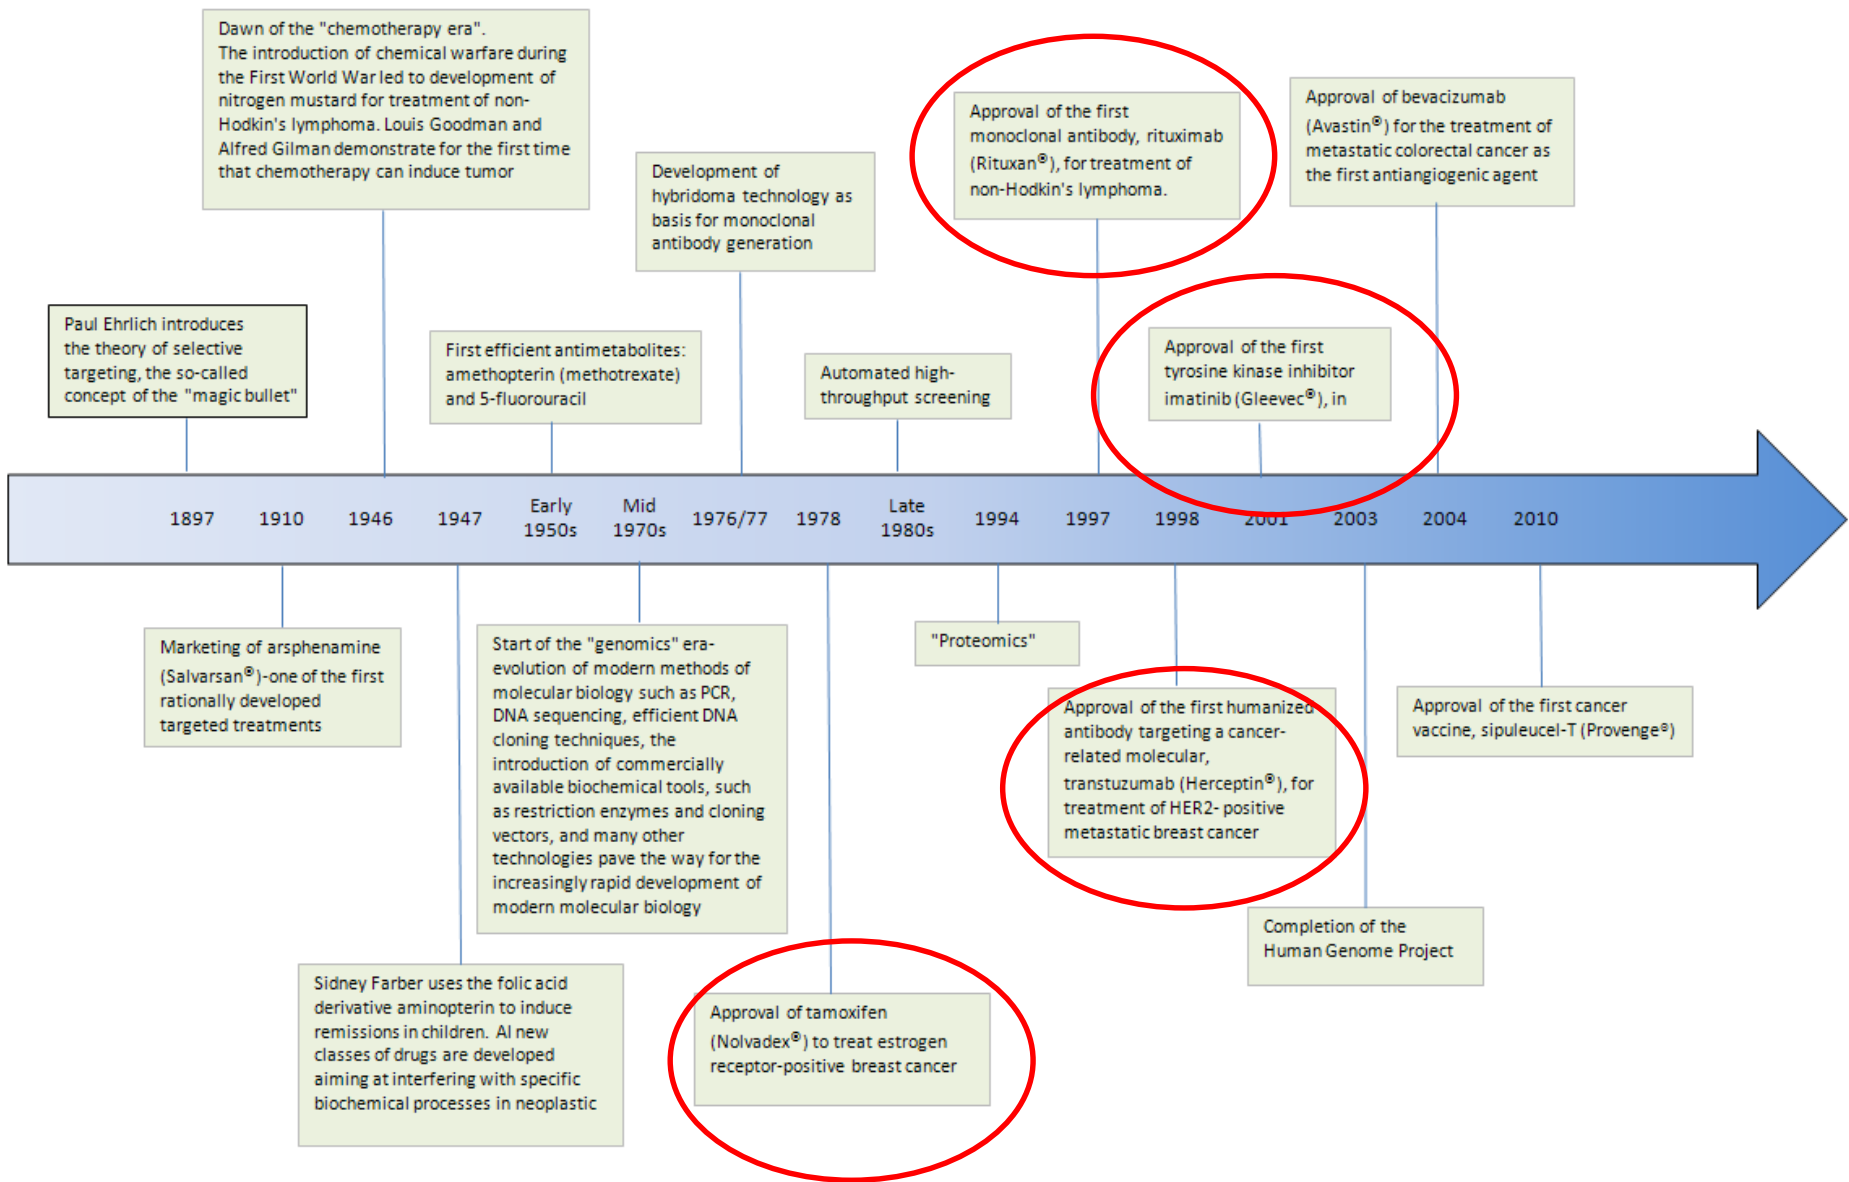 Dawn of the "chemotherapy era".
The introduction of chemical warfare during
the First World War led to development of
nitrogen mustard for treatment of non-
Hodkin's lymphoma. Louis Goodman and
Alfred Gilman demonstrate for the first time
that chemotherapy can induce tumor
Development of
hybridoma technology as
basis for monoclonal
antibody generation
Approval of the first
monoclonal antibody, rituximab
(Rituxan®), for treatment of
non-Hodkin's lymphoma.
Approval of bevacizumab
(Avastin®) for the treatment of
metastatic colorectal cancer as
the first antiangiogenic agent
Paul Ehrlich introduces
the theory of selective
targeting, the so-called
concept of the "magic bullet"
First efficient antimetabolites:
amethopterin (methotrexate)
and 5-fluorouracil
Automated high-
throughput screening
Approval of the first
tyrosine kinase inhibitor
imatinib (Gleevec®), in
1897
1910
1946
1947
Early
1950s
Mid
1970s
1976/77
1978
Late
1980s
1994
1997
1998
2001
2003
2004
2010
Marketing of arsphenamine
(Salvarsan®)-one of the first
rationally developed
targeted treatments
Start of the "genomics" era-
evolution of modern methods of
molecular biology such as PCR,
DNA sequencing, efficient DNA
cloning techniques, the
introduction of commercially
available biochemical tools, such
as restriction enzymes and cloning
vectors, and many other
technologies pave the way for the
increasingly rapid development of
modern molecular biology
"Proteomics"
Approval of the first humanized
antibody targeting a cancer-
related molecular,
transtuzumab (Herceptin®), for
treatment of HER2- positive
metastatic breast cancer
Approval of the first cancer
vaccine, sipuleucel-T (Provenge®)
Completion of the
Human Genome Project
Sidney Farber uses the folic acid
derivative aminopterin to induce
remissions in children. Al new
classes of drugs are developed
aiming at interfering with specific
biochemical processes in neoplastic
Approval of tamoxifen
(Nolvadex®) to treat estrogen
receptor-positive breast cancer